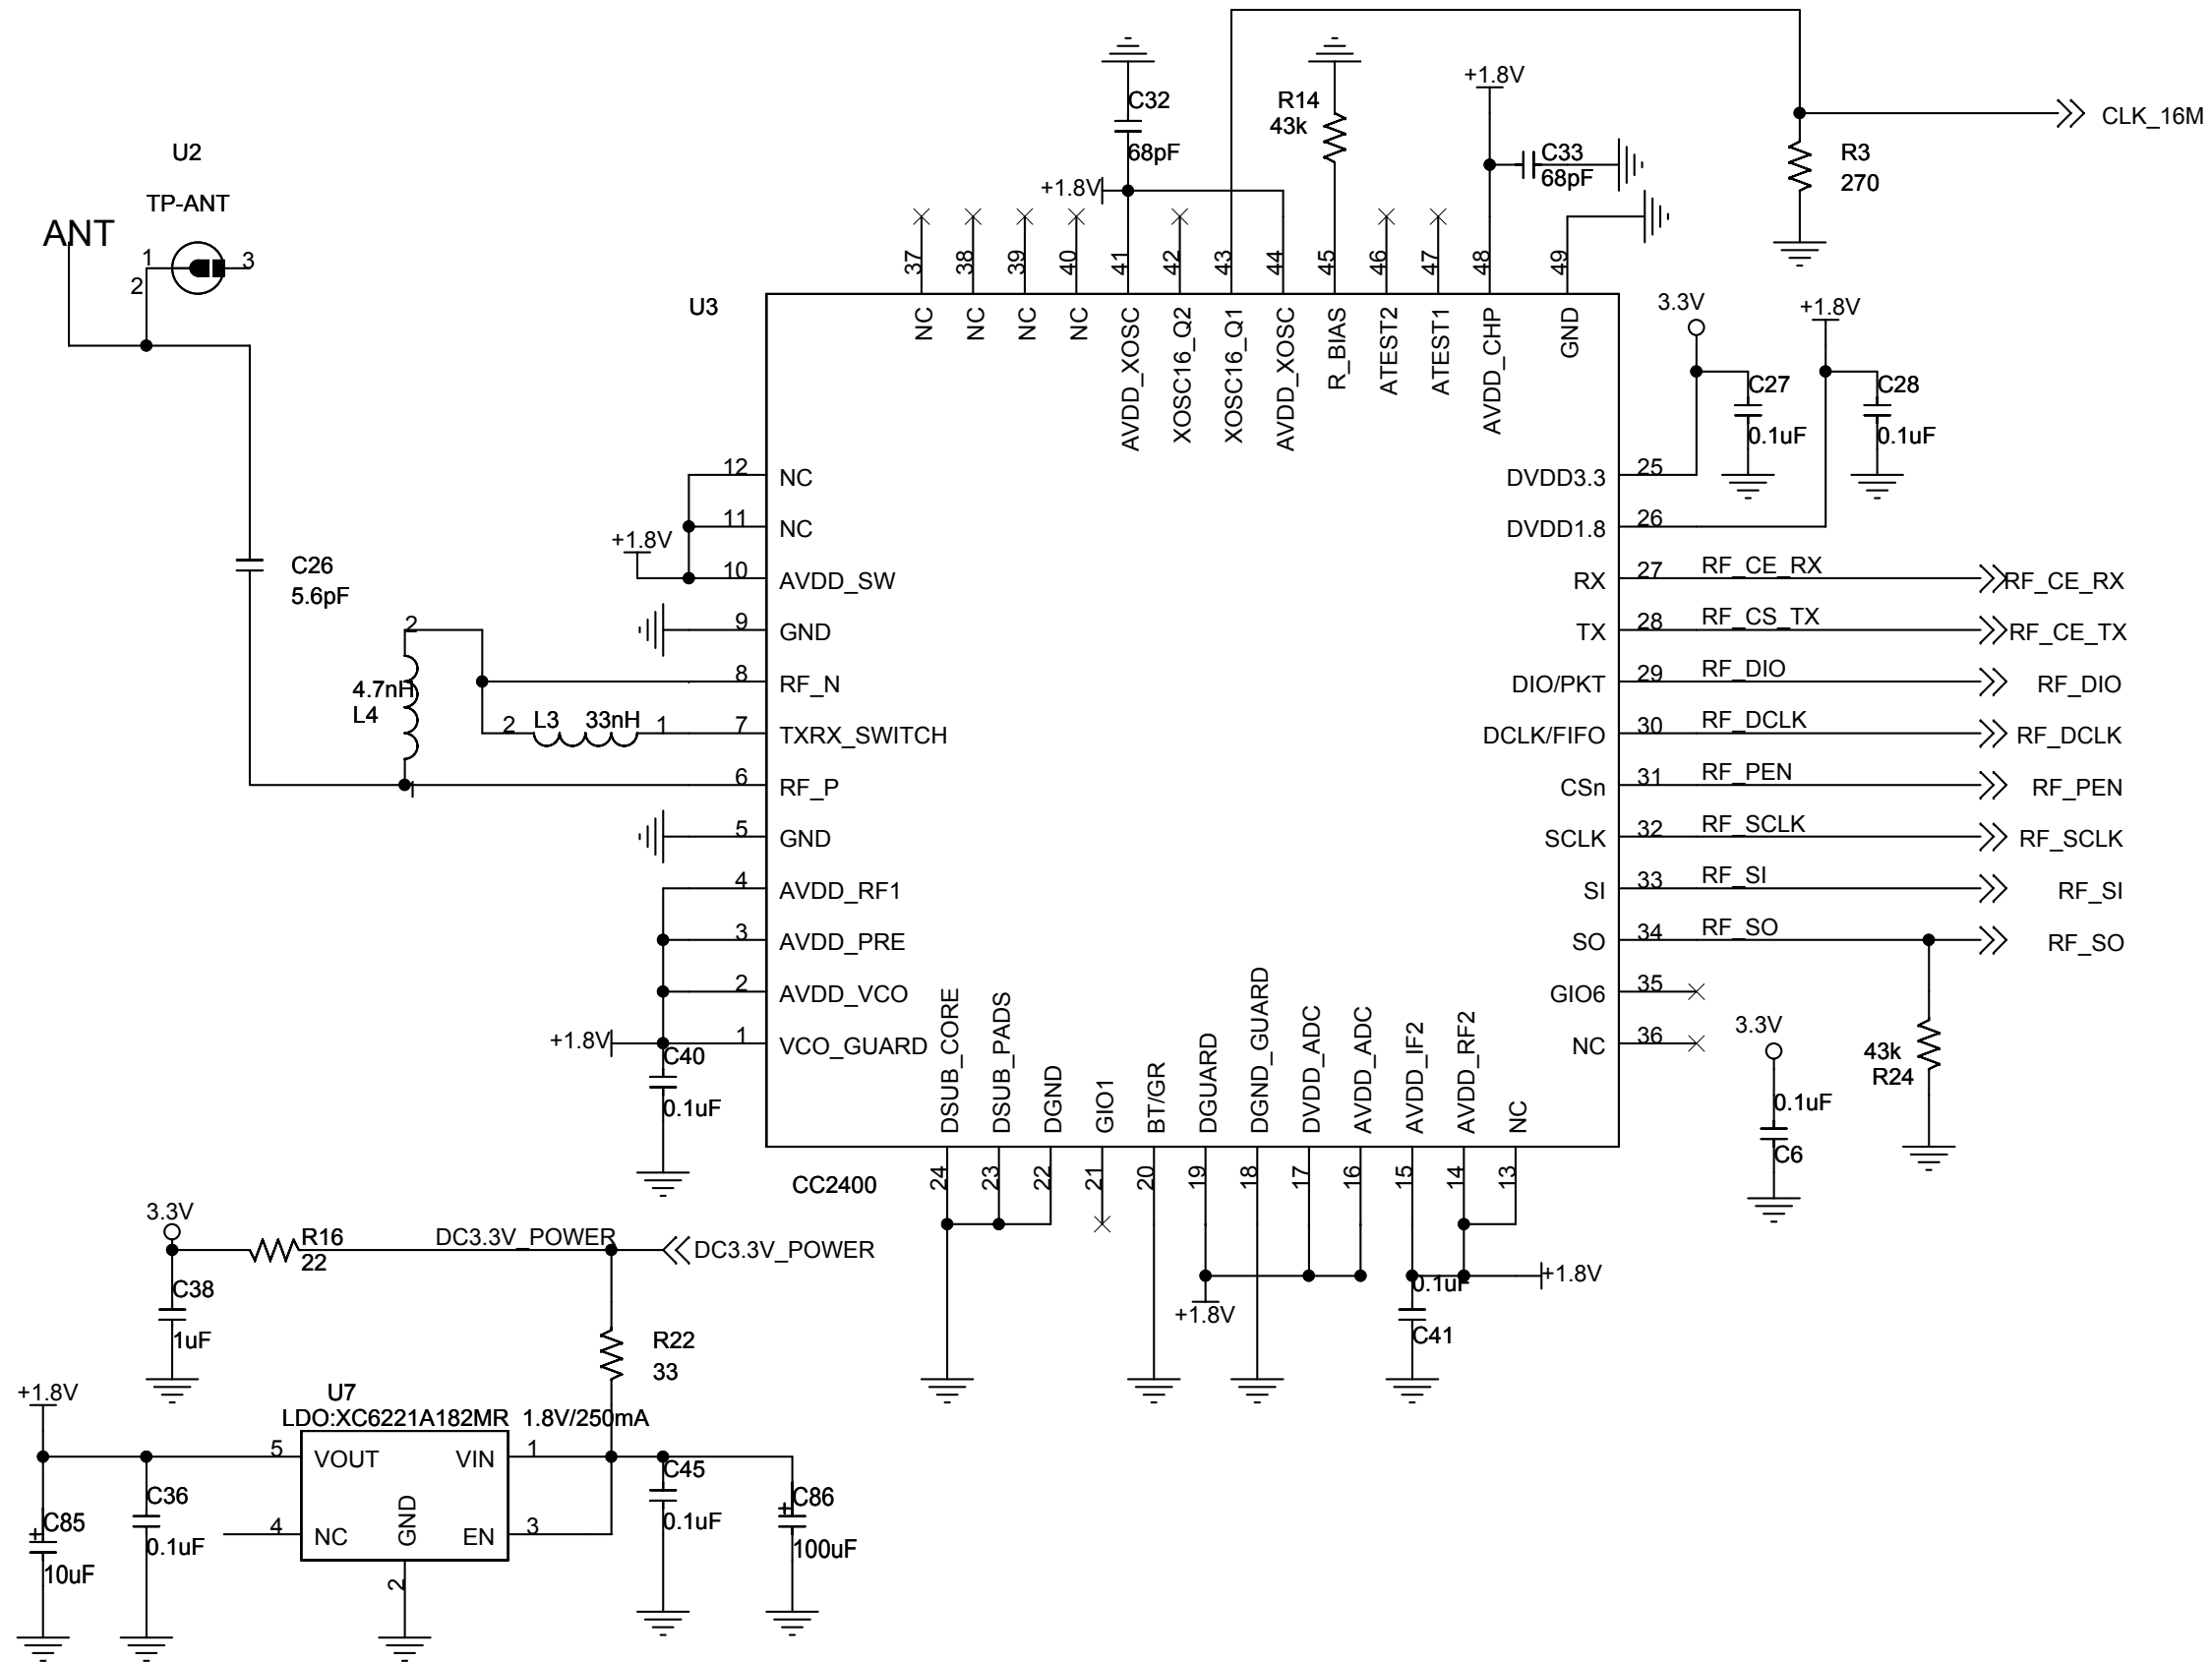 C32
68pF
+1.8V
R14
43k
+1.8V
C33
68pF
CLK_16M
R3
270
U2
TP-ANT
ANT
1
2
3
U3
37
38
39
40
41
42
43
44
45
46
47
48
49
NC
NC
NC
NC
AVDD_XOSC
XOSC16_Q2
XOSC16_Q1
AVDD_XOSC
R_BIAS
ATEST2
ATEST1
AVDD_CHP
GND
3.3V
+1.8V
C27
0.1uF
C28
0.1uF
12 NC
11 NC
+1.8V
10 AVDD_SW
9 GND
8 RF_N
7 TXRX_SWITCH
6 RF_P
5 GND
4 AVDD_RF1
3 AVDD_PRE
2 AVDD_VCO
+1.8V
1 VCO_GUARD
C26
5.6pF
2
4.7nH
L4
2 L3 33nH 1
C40
0.1uF
DVDD3.3 25
DVDD1.8 26
RX 27 RF_CE_RX RF_CE_RX
TX 28 RF_CS_TX RF_CE_TX
DIO/PKT 29 RF_DIO RF_DIO
DCLK/FIFO 30 RF_DCLK RF_DCLK
CSn 31 RF_PEN RF_PEN
SCLK 32 RF_SCLK RF_SCLK
SI 33 RF_SI RF_SI
SO 34 RF_SO RF_SO
GIO6 35
NC 36
3.3V
0.1uF
C6
43k
R24
DSUB_CORE
DSUB_PADS
DGND
GIO1
BT/GR
DGUARD
DGND_GUARD
DVDD_ADC
AVDD_ADC
AVDD_IF2
AVDD_RF2
NC
CC2400
24
23
22
21
20
19
18
17
16
15
14
13
+1.8V
0.1uF
C41
+1.8V
3.3V
R16
22
DC3.3V_POWER
DC3.3V_POWER
C38
1uF
R22
33
+1.8V
U7
LDO:XC6221A182MR 1.8V/250mA
5 VOUT VIN 1
4 NC GND EN 3
2
C85
10uF
C36
0.1uF
C45
0.1uF
C86
100uF